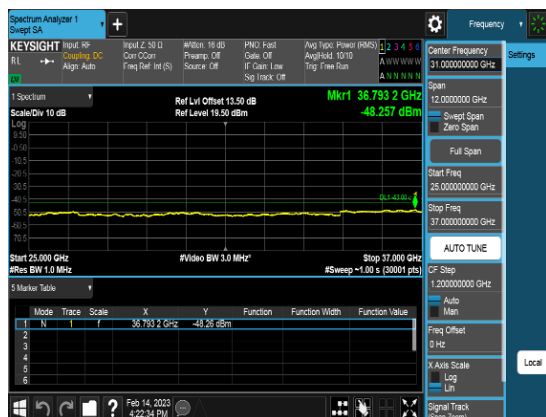 Spectrum Analyzer 1
Swept SA
+
Frequency
KEYSIGHT
Input: RF
Input Z: 50 Ω
#Atten: 16 dB
PNO: Fast
Avg Type: Power (RMS)
1 2 3 4 5 6
RL
Coupling: DC
Corr CCorr
Preamp: Off
Gate: Off
Avg|Hold: 10/10
A W W W W W
Align: Auto
Freq Ref: Int (S)
Source: Off
IF Gain: Low
Trig: Free Run
Sig Track: Off
A N N N N N
1 Spectrum
Ref Lvl Offset 13.50 dB
Mkr1 36.793 2 GHz
Scale/Div 10 dB
Ref Level 19.50 dBm
-48.257 dBm
Log
9.50
-0.50
-10.5
-20.5
-30.5
-40.5
DL1 -43.00
-50.5
-60.5
-70.5
Start 25.000 GHz
#Video BW 3.0 MHz*
Stop 37.000 GHz
#Res BW 1.0 MHz
#Sweep ~1.00 s (30001 pts)
5 Marker Table
Mode Trace Scale X Y Function Function Width Function Value
1 N 1 f 36.793 2 GHz -48.26 dBm
2
3
4
5
6
Center Frequency
31.000000000 GHz
Span
12.0000000 GHz
Swept Span
Zero Span
Full Span
Start Freq
25.000000000 GHz
Stop Freq
37.000000000 GHz
AUTO TUNE
CF Step
1.200000000 GHz
Auto
Man
Freq Offset
0 Hz
X Axis Scale
Log
Lin
Signal Track
Settings
Local
?
Feb 14, 2023
4:22:34 PM